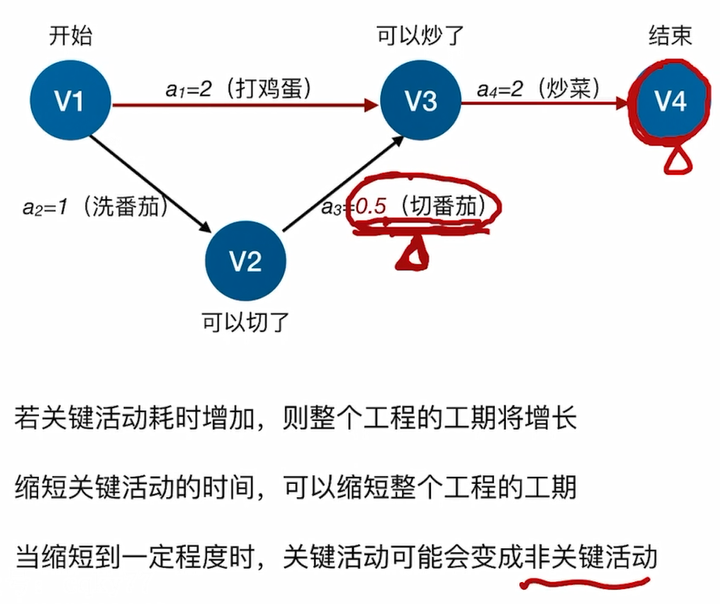 开始
可以炒了
结束
V1
a₁=2（打鸡蛋）
V3
a₄=2（炒菜）
V4
a₂=1（洗番茄）
a₃=0.5（切番茄）
V2
可以切了
若关键活动耗时增加，则整个工程的工期将增长
缩短关键活动的时间，可以缩短整个工程的工期
当缩短到一定程度时，关键活动可能会变成非关键活动